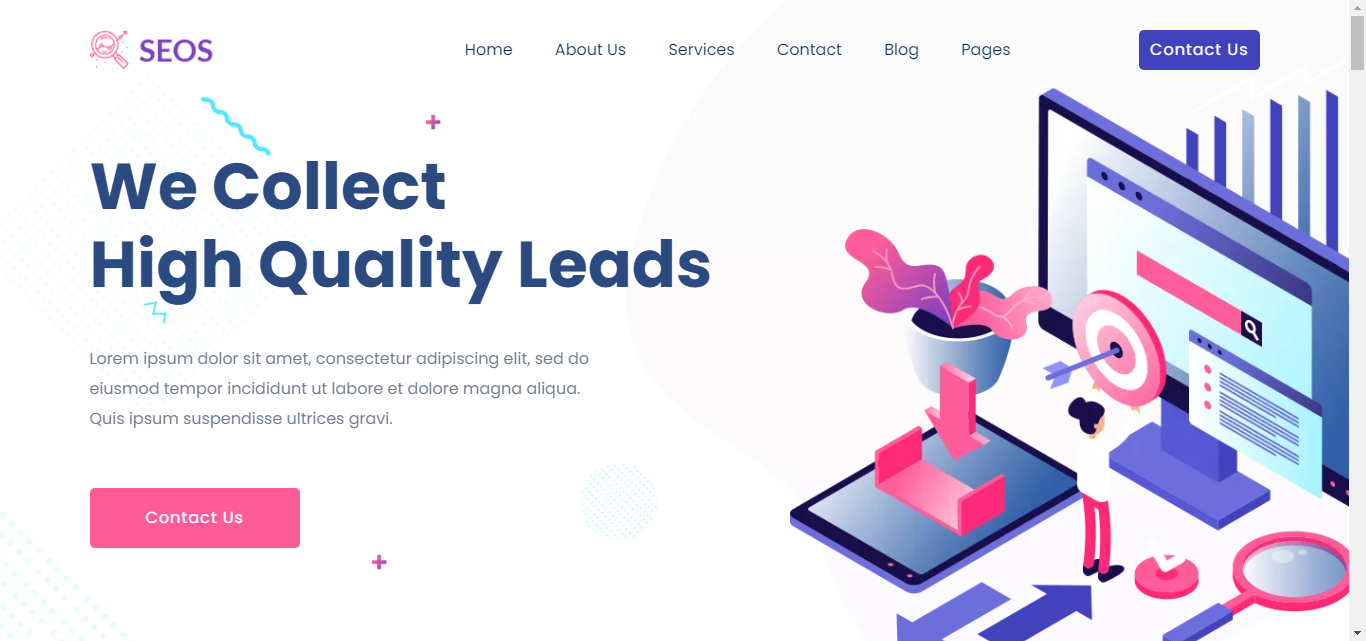 SEOS
Home About Us Services Contact Blog Pages
Contact Us
We Collect
High Quality Leads
Lorem ipsum dolor sit amet, consectetur adipiscing elit, sed do
eiusmod tempor incididunt ut labore et dolore magna aliqua.
Quis ipsum suspendisse ultrices gravi.
Contact Us